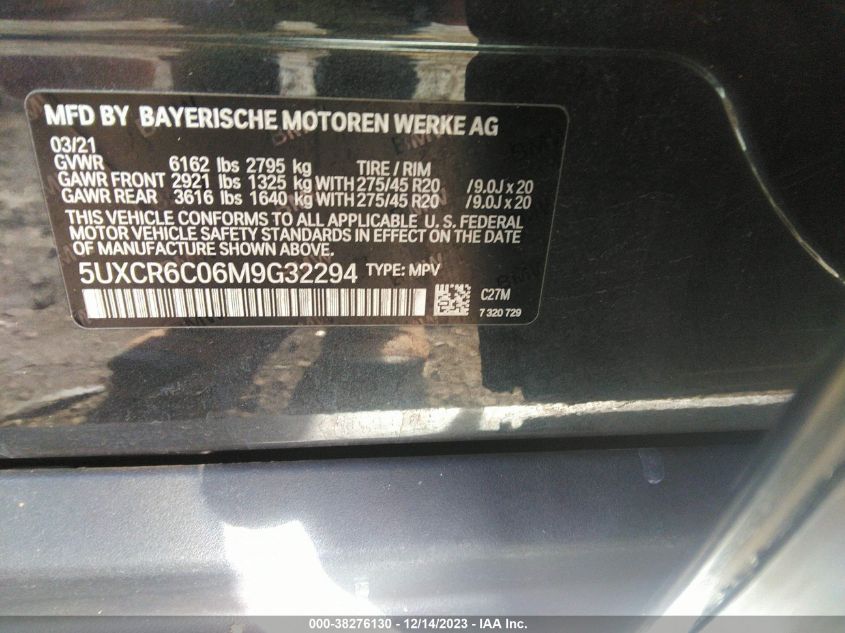 MFD BY BAYERISCHE MOTOREN WERKE AG
03/21
GVWR 6162 lbs 2795 kg TIRE / RIM
GAWR FRONT 2921 lbs 1325 kg WITH 275/45 R20 / 9.0J x 20
GAWR REAR 3616 lbs 1640 kg WITH 275/45 R20 / 9.0J x 20
THIS VEHICLE CONFORMS TO ALL APPLICABLE U. S. FEDERAL
MOTOR VEHICLE SAFETY STANDARDS IN EFFECT ON THE DATE
OF MANUFACTURE SHOWN ABOVE.
5UXCR6C06M9G32294 TYPE: MPV
C27M
7 320 729
000-38276130 - 12/14/2023 - IAA Inc.